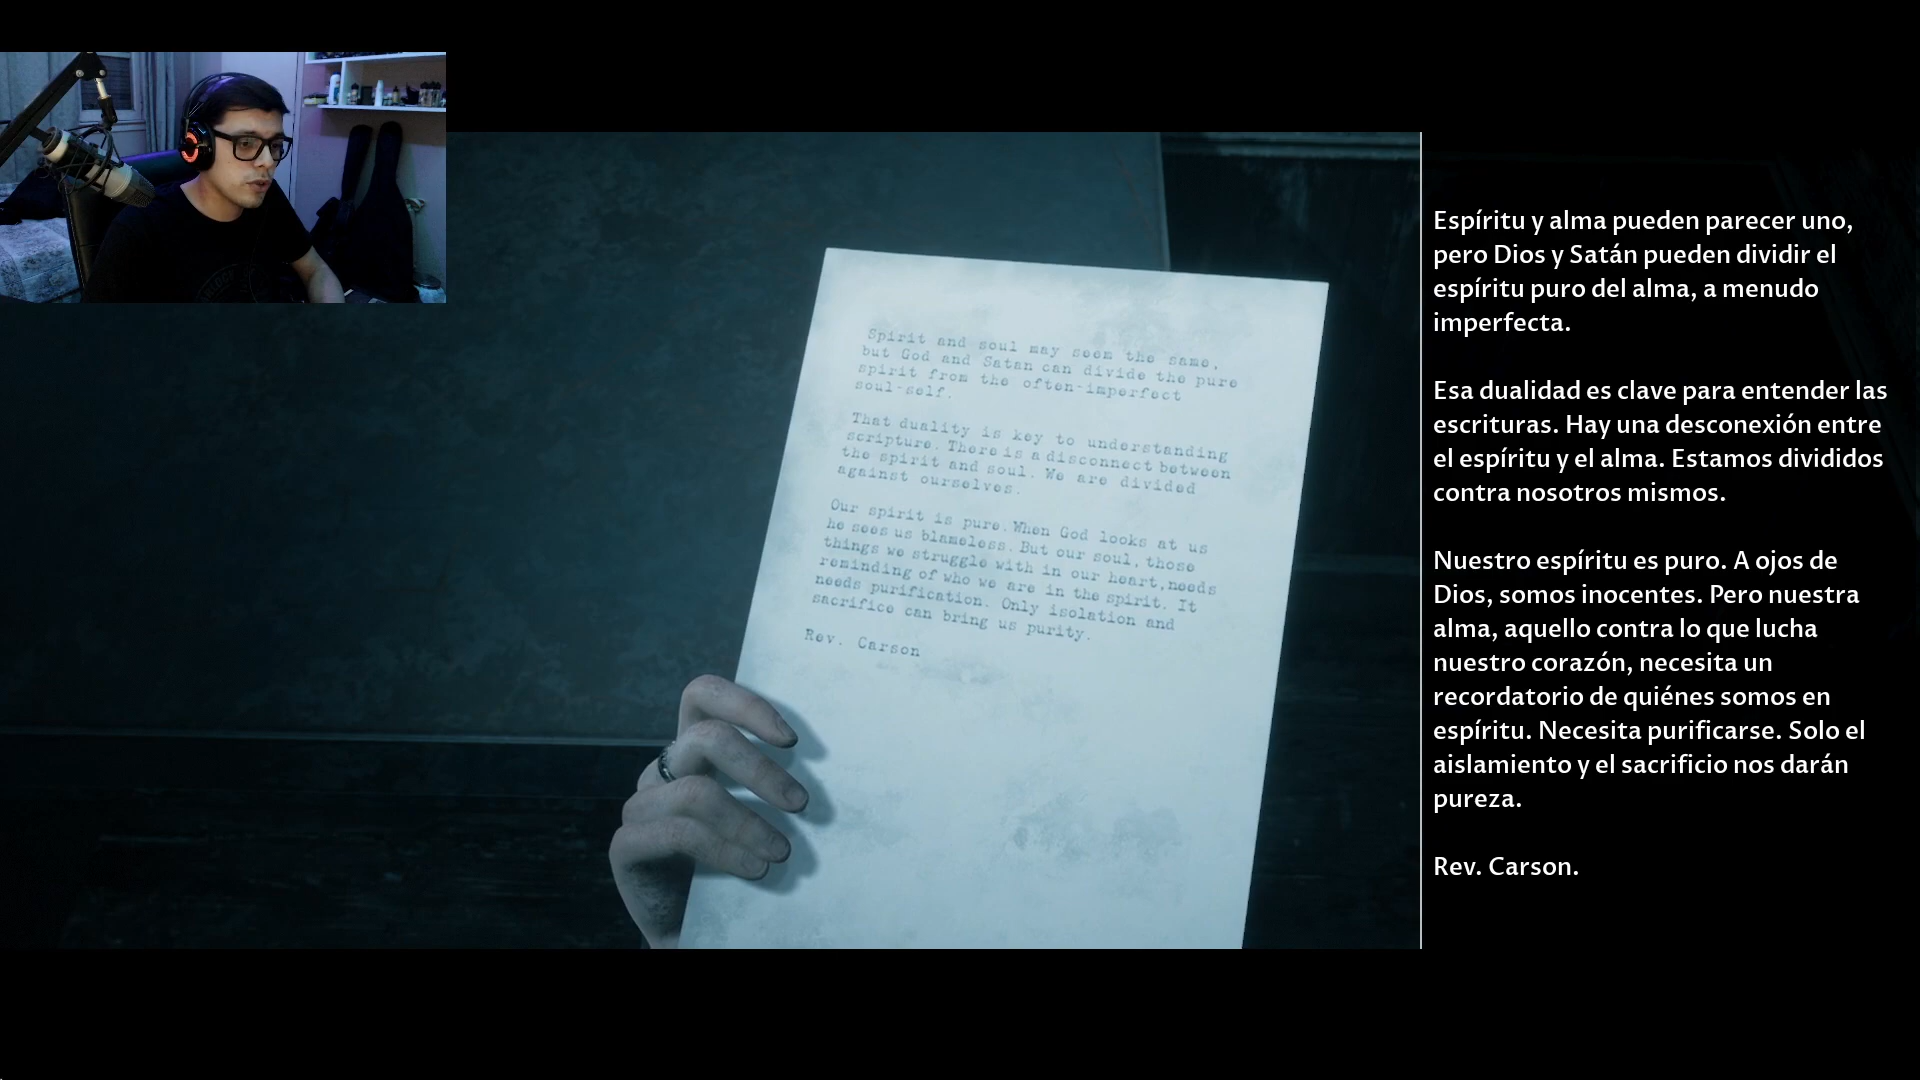 Spirit and soul may seem the same,
but God and Satan can divide the pure
spirit from the often-imperfect
soul-self.
That duality is key to understanding
scripture. There is a disconnect between
the spirit and soul. We are divided
against ourselves.
Our spirit is pure. When God looks at us
he sees us blameless. But our soul, those
things we struggle with in our heart, needs
reminding of who we are in the spirit. It
needs purification. Only isolation and
sacrifice can bring us purity.
Rev. Carson
Espíritu y alma pueden parecer uno,
pero Dios y Satán pueden dividir el
espíritu puro del alma, a menudo
imperfecta.
Esa dualidad es clave para entender las
escrituras. Hay una desconexión entre
el espíritu y el alma. Estamos divididos
contra nosotros mismos.
Nuestro espíritu es puro. A ojos de
Dios, somos inocentes. Pero nuestra
alma, aquello contra lo que lucha
nuestro corazón, necesita un
recordatorio de quiénes somos en
espíritu. Necesita purificarse. Solo el
aislamiento y el sacrificio nos darán
pureza.
Rev. Carson.